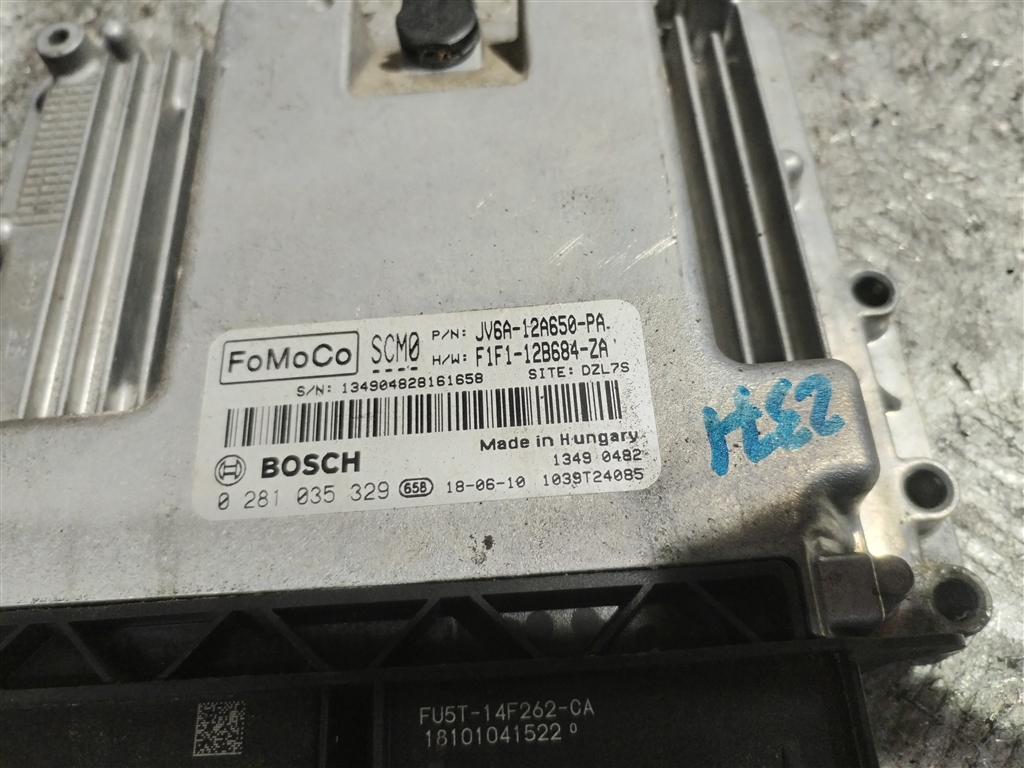 FoMoCo SCM0 P/N: JV6A-12A650-PA
H/W: F1F1-12B684-ZA
S/N: 134904828161658 SITE: DZL7S
Made in Hungary
BOSCH 1349 0482
0 281 035 329 658 18-06-10 1039T24085
FU5T-14F262-CA
18101041522 0